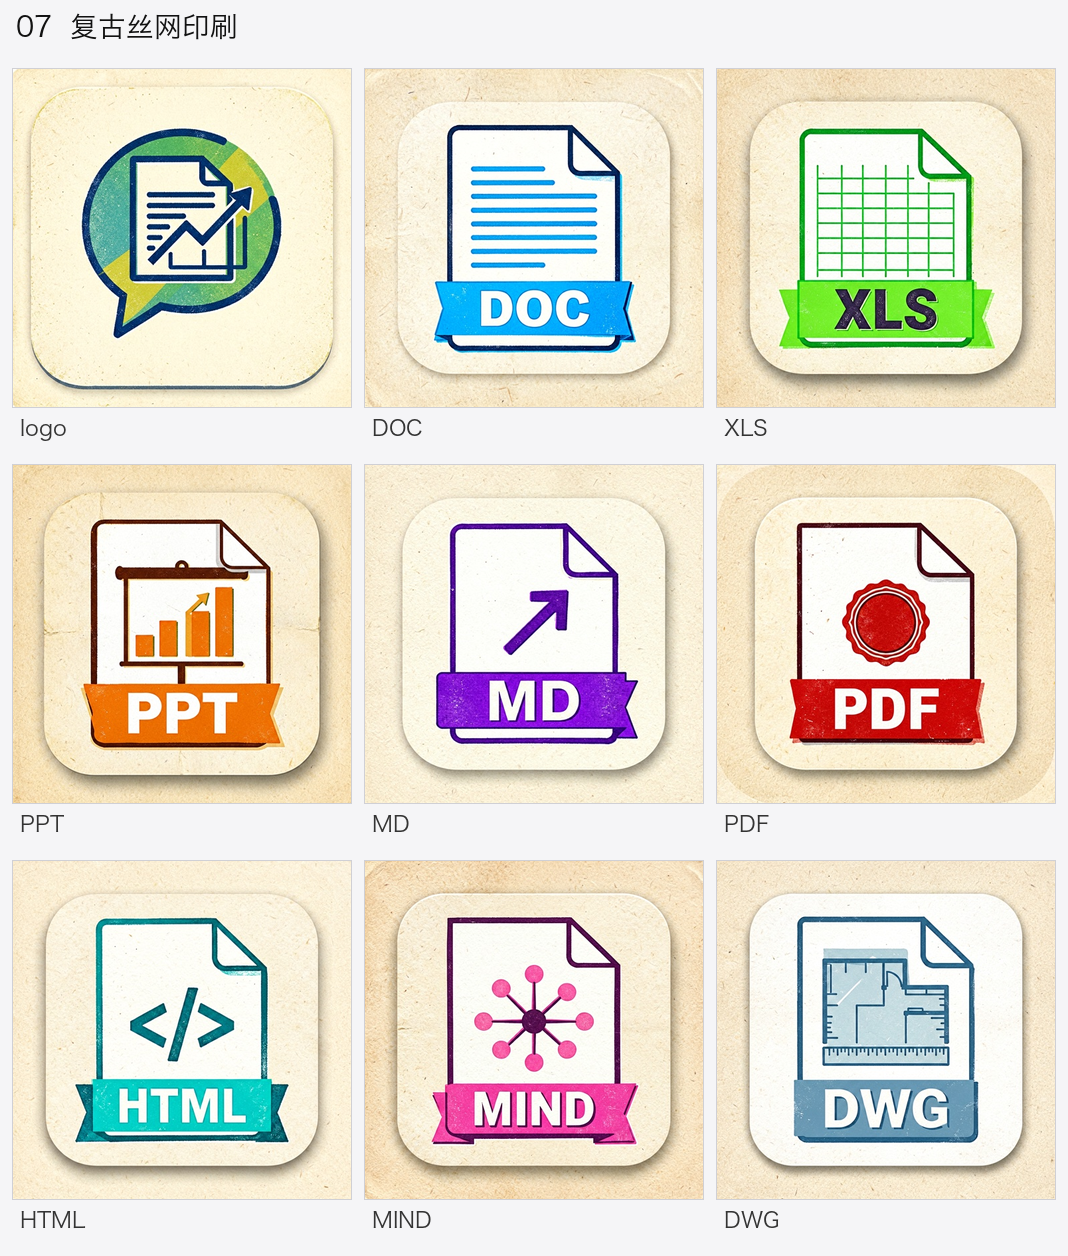 07 复古丝网印刷
logo
DOC
DOC
XLS
XLS
PPT
PPT
MD
MD
PDF
PDF
</>
HTML
HTML
MIND
MIND
DWG
DWG